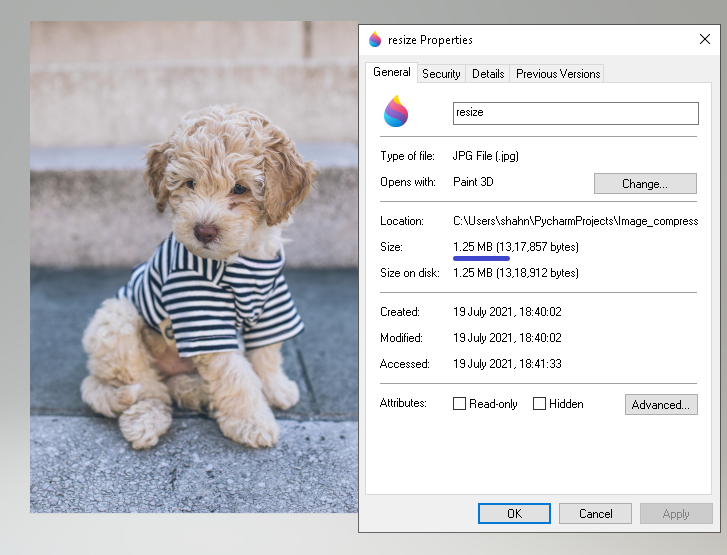 resize Properties
General Security Details Previous Versions
resize
Type of file: JPG File (.jpg)
Opens with: Paint 3D Change...
Location: C:\Users\shahn\PycharmProjects\Image_compress
Size: 1.25 MB (13,17,857 bytes)
Size on disk: 1.25 MB (13,18,912 bytes)
Created: 19 July 2021, 18:40:02
Modified: 19 July 2021, 18:40:02
Accessed: 19 July 2021, 18:41:33
Attributes: Read-only Hidden Advanced...
OK Cancel Apply